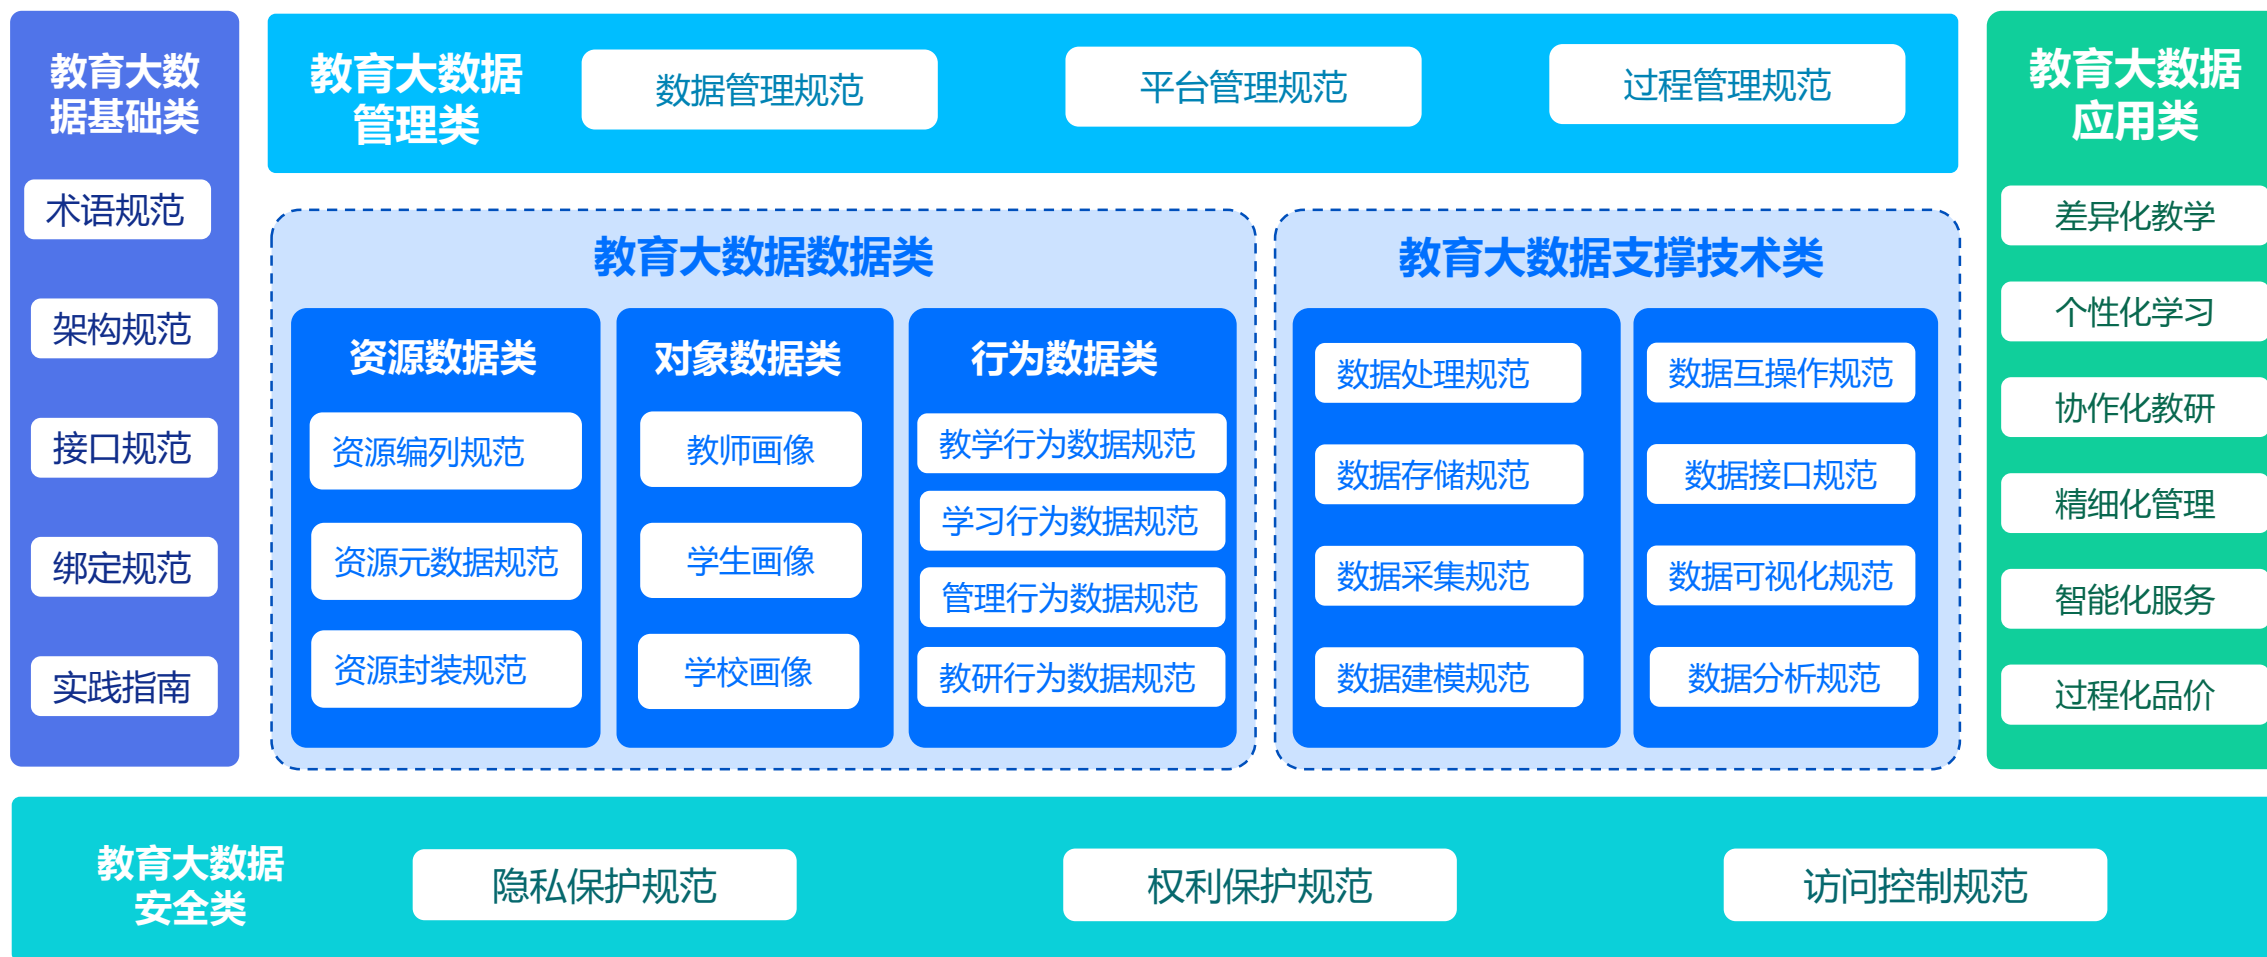 教育大数
据基础类
术语规范
架构规范
接口规范
绑定规范
实践指南
教育大数据
管理类
数据管理规范
平台管理规范
过程管理规范
教育大数据数据类
资源数据类
资源编列规范
资源元数据规范
资源封装规范
对象数据类
教师画像
学生画像
学校画像
行为数据类
教学行为数据规范
学习行为数据规范
管理行为数据规范
教研行为数据规范
教育大数据支撑技术类
数据处理规范
数据存储规范
数据采集规范
数据建模规范
数据互操作规范
数据接口规范
数据可视化规范
数据分析规范
教育大数据
应用类
差异化教学
个性化学习
协作化教研
精细化管理
智能化服务
过程化品价
教育大数据
安全类
隐私保护规范
权利保护规范
访问控制规范